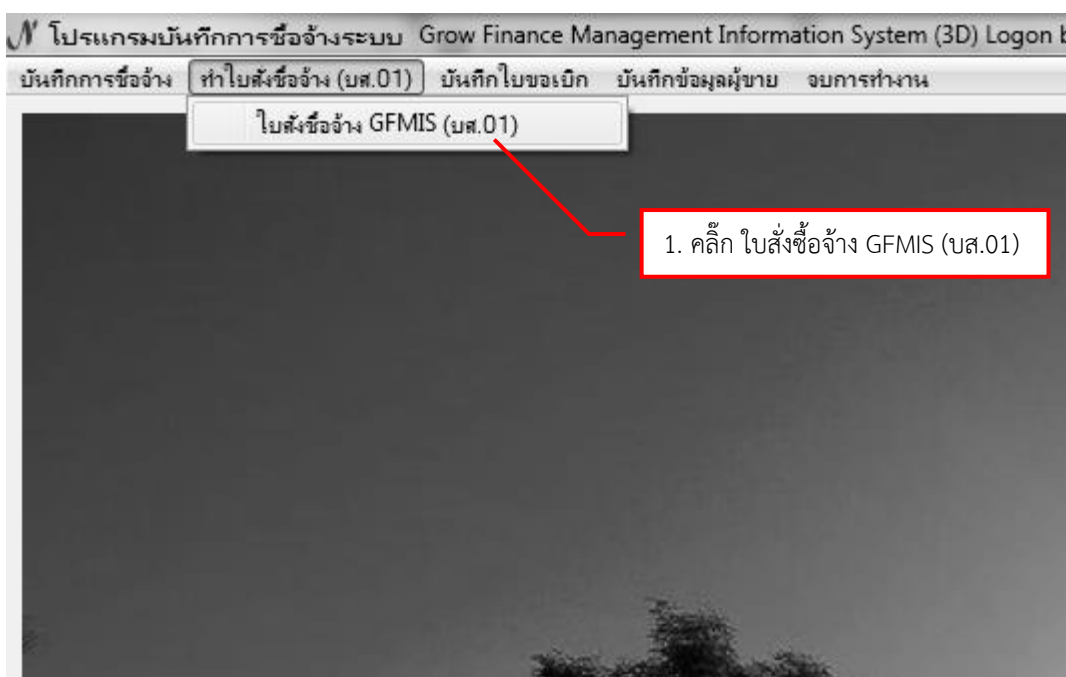 N โปรแกรมบันทึกการซื้อจ้างระบบ Grow Finance Management Information System (3D) Logon
บันทึกการซื้อจ้าง ทำใบสั่งซื้อจ้าง (บส.01) บันทึกใบขอเบิก บันทึกข้อมูลผู้ขาย จบการทำงาน
ใบสั่งซื้อจ้าง GFMIS (บส.01)
1. คลิ๊ก ใบสั่งซื้อจ้าง GFMIS (บส.01)